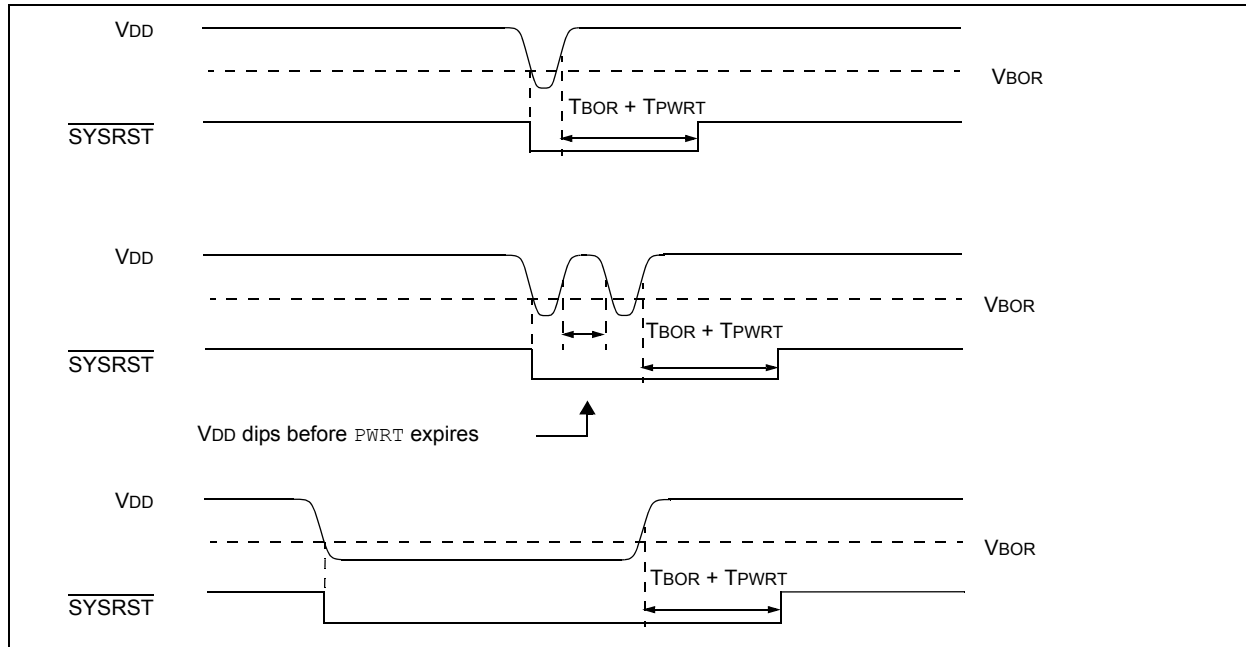 VDD
VBOR
TBOR + TPWRT
SYSRST
VDD
VBOR
TBOR + TPWRT
SYSRST
VDD dips before PWRT expires
VDD
VBOR
TBOR + TPWRT
SYSRST